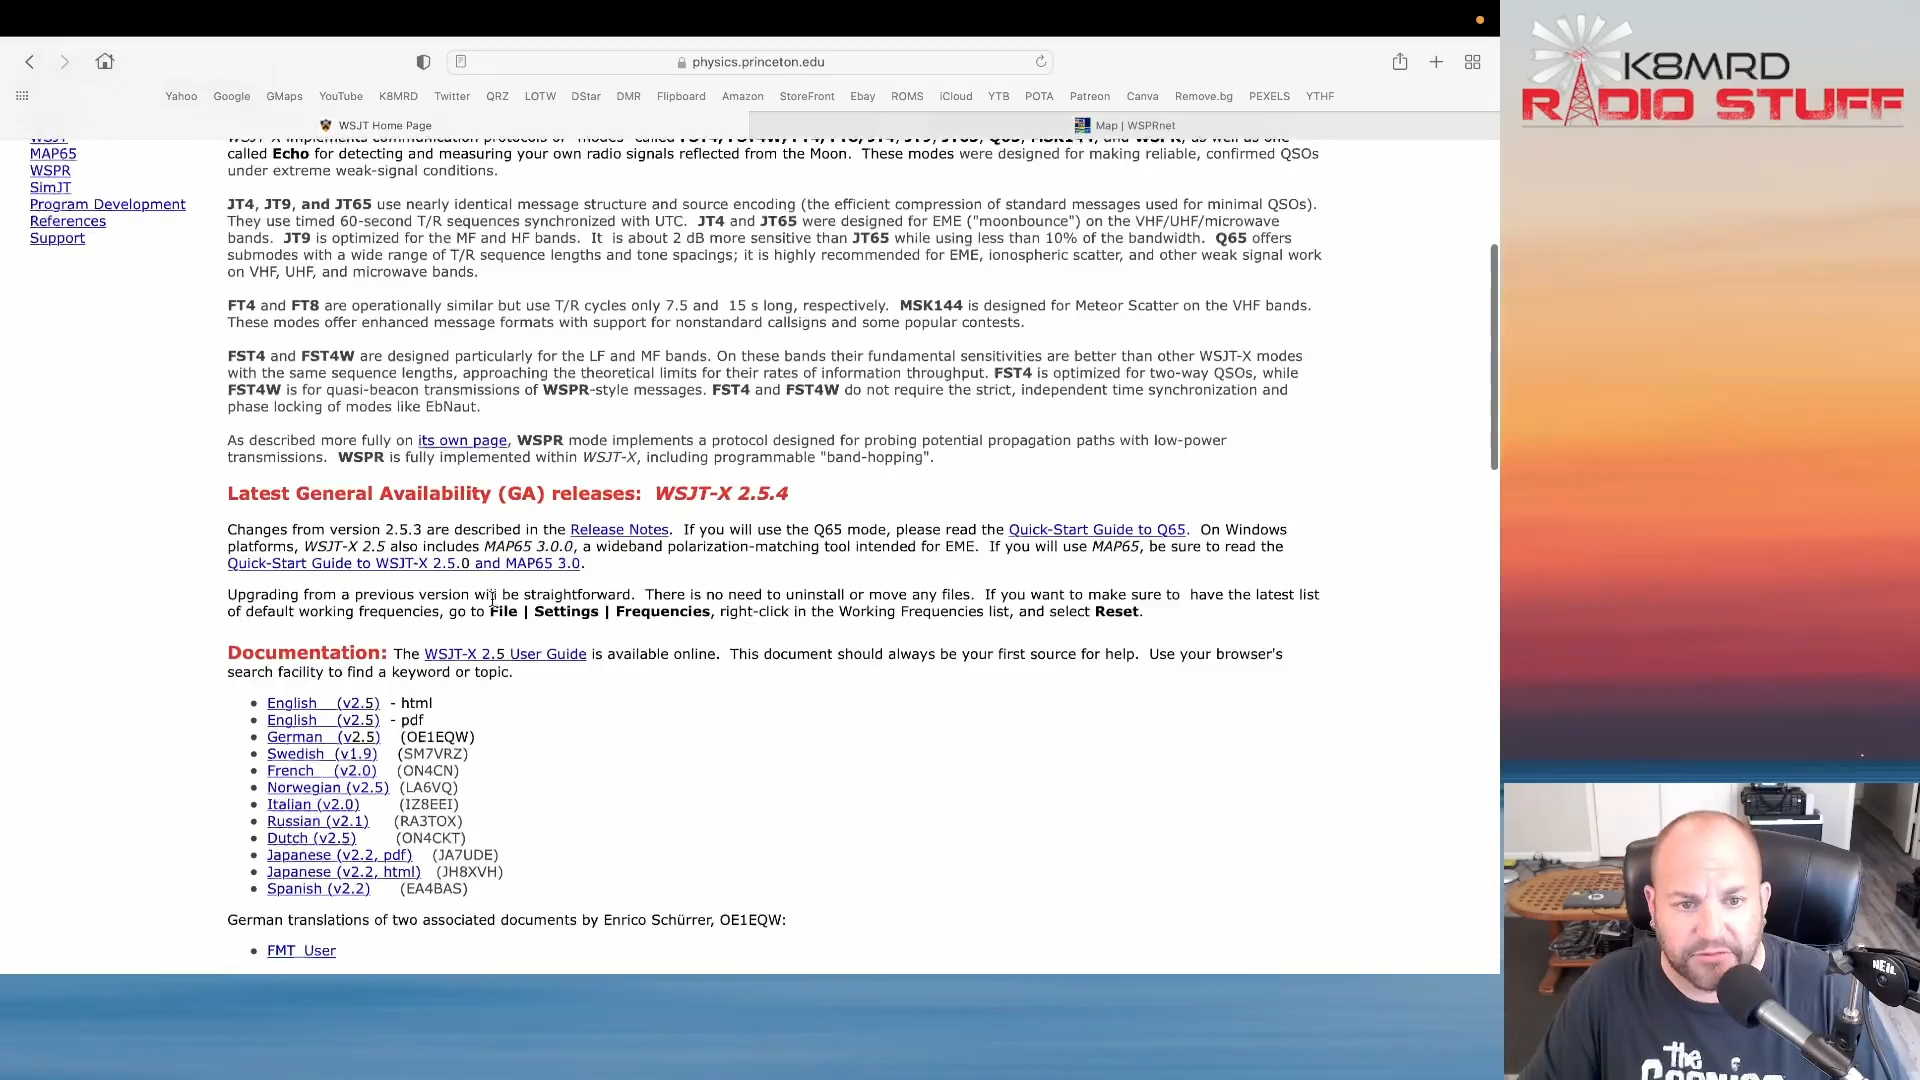 K8MRD
RADIO STUFF
physics.princeton.edu
Yahoo Google GMaps YouTube K8MRD Twitter QRZ LOTW DStar DMR Flipboard Amazon StoreFront Ebay ROMS iCloud YTB POTA Patreon Canva Remove.bg PEXELS YTHF
WSJT Home Page
Map | WSPRnet
WSJT
MAP65
WSPR
SimJT
Program Development
References
Support
called Echo for detecting and measuring your own radio signals reflected from the Moon. These modes were designed for making reliable, confirmed QSOs
under extreme weak-signal conditions.
JT4, JT9, and JT65 use nearly identical message structure and source encoding (the efficient compression of standard messages used for minimal QSOs).
They use timed 60-second T/R sequences synchronized with UTC. JT4 and JT65 were designed for EME ("moonbounce") on the VHF/UHF/microwave
bands. JT9 is optimized for the MF and HF bands. It is about 2 dB more sensitive than JT65 while using less than 10% of the bandwidth. Q65 offers
submodes with a wide range of T/R sequence lengths and tone spacings; it is highly recommended for EME, ionospheric scatter, and other weak signal work
on VHF, UHF, and microwave bands.
FT4 and FT8 are operationally similar but use T/R cycles only 7.5 and 15 s long, respectively. MSK144 is designed for Meteor Scatter on the VHF bands.
These modes offer enhanced message formats with support for nonstandard callsigns and some popular contests.
FST4 and FST4W are designed particularly for the LF and MF bands. On these bands their fundamental sensitivities are better than other WSJT-X modes
with the same sequence lengths, approaching the theoretical limits for their rates of information throughput. FST4 is optimized for two-way QSOs, while
FST4W is for quasi-beacon transmissions of WSPR-style messages. FST4 and FST4W do not require the strict, independent time synchronization and
phase locking of modes like EbNaut.
As described more fully on its own page, WSPR mode implements a protocol designed for probing potential propagation paths with low-power
transmissions. WSPR is fully implemented within WSJT-X, including programmable "band-hopping".
Latest General Availability (GA) releases: WSJT-X 2.5.4
Changes from version 2.5.3 are described in the Release Notes. If you will use the Q65 mode, please read the Quick-Start Guide to Q65. On Windows
platforms, WSJT-X 2.5 also includes MAP65 3.0.0, a wideband polarization-matching tool intended for EME. If you will use MAP65, be sure to read the
Quick-Start Guide to WSJT-X 2.5.0 and MAP65 3.0.
Upgrading from a previous version will be straightforward. There is no need to uninstall or move any files. If you want to make sure to have the latest list
of default working frequencies, go to File | Settings | Frequencies, right-click in the Working Frequencies list, and select Reset.
Documentation: The WSJT-X 2.5 User Guide is available online. This document should always be your first source for help. Use your browser's
search facility to find a keyword or topic.
English (v2.5) - html
English (v2.5) - pdf
German (v2.5) (OE1EQW)
Swedish (v1.9) (SM7VRZ)
French (v2.0) (ON4CN)
Norwegian (v2.5) (LA6VQ)
Italian (v2.0) (IZ8EEI)
Russian (v2.1) (RA3TOX)
Dutch (v2.5) (ON4CKT)
Japanese (v2.2, pdf) (JA7UDE)
Japanese (v2.2, html) (JH8XVH)
Spanish (v2.2) (EA4BAS)
German translations of two associated documents by Enrico Schürrer, OE1EQW:
FMT_User
NEIL
the